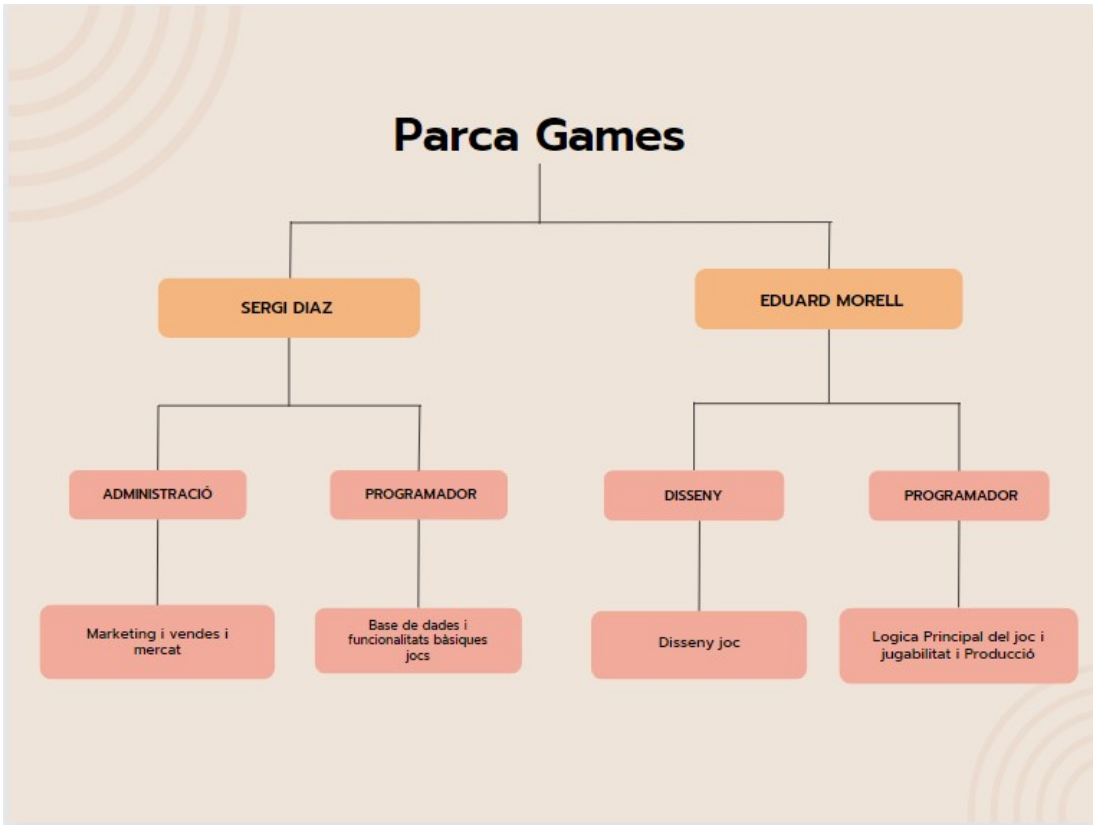 Parca Games
SERGI DIAZ
EDUARD MORELL
ADMINISTRACIÓ
PROGRAMADOR
DISSENY
PROGRAMADOR
Marketing i vendes i
mercat
Base de dades i
funcionalitats bàsiques
jocs
Disseny joc
Logica Principal del joc i
jugabilitat i Producció